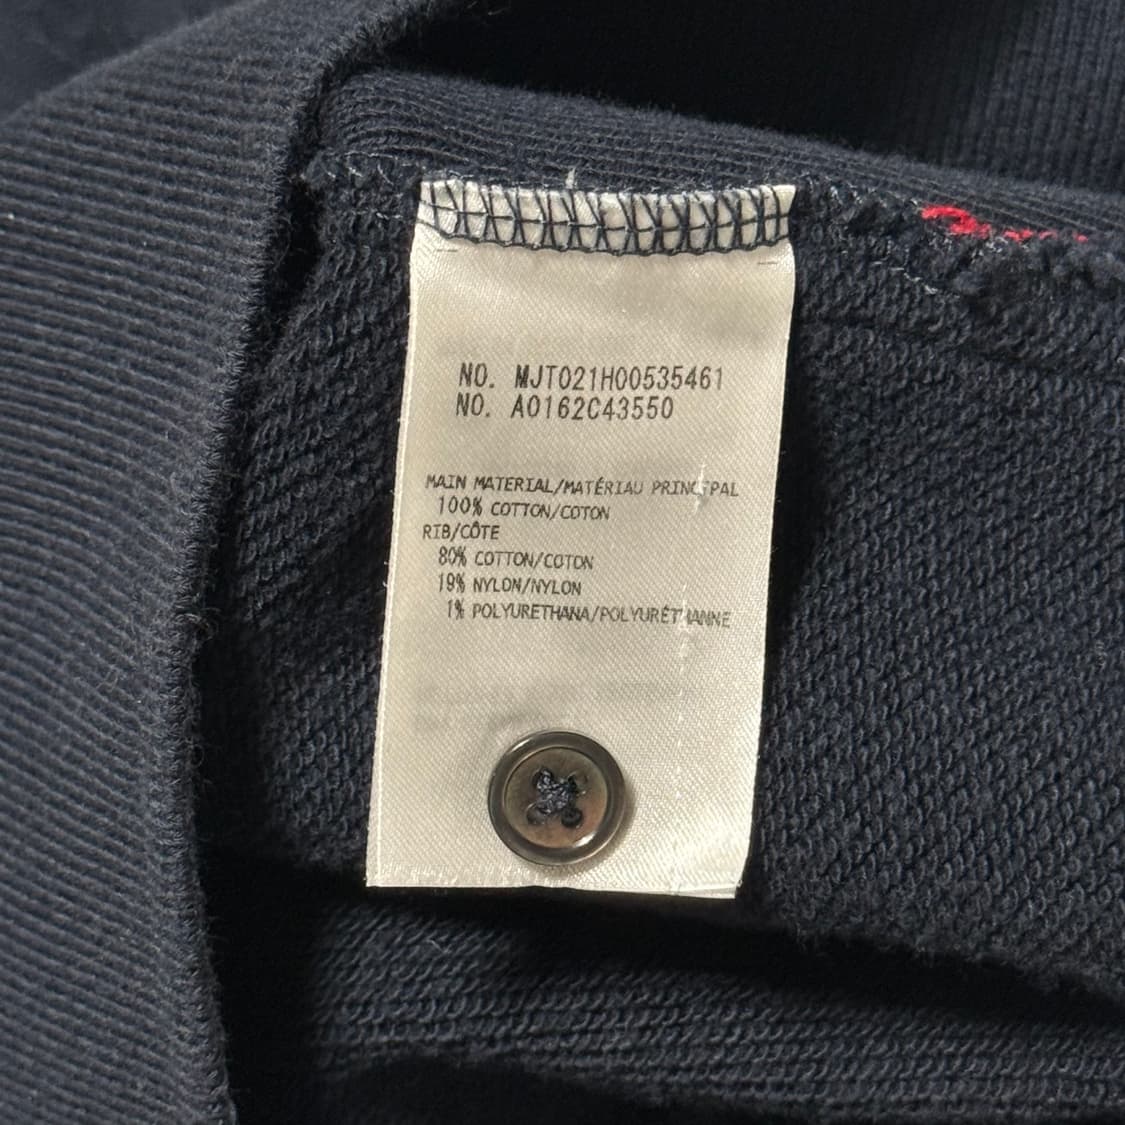 NO. MJT021H00535461
NO. A0162C43550
MAIN MATERIAL/MATÉRIAU PRINCIPAL
100% COTTON/COTON
RIB/CÔTE
80% COTTON/COTON
19% NYLON/NYLON
1% POLYURETHANA/POLYURÉTHANNE